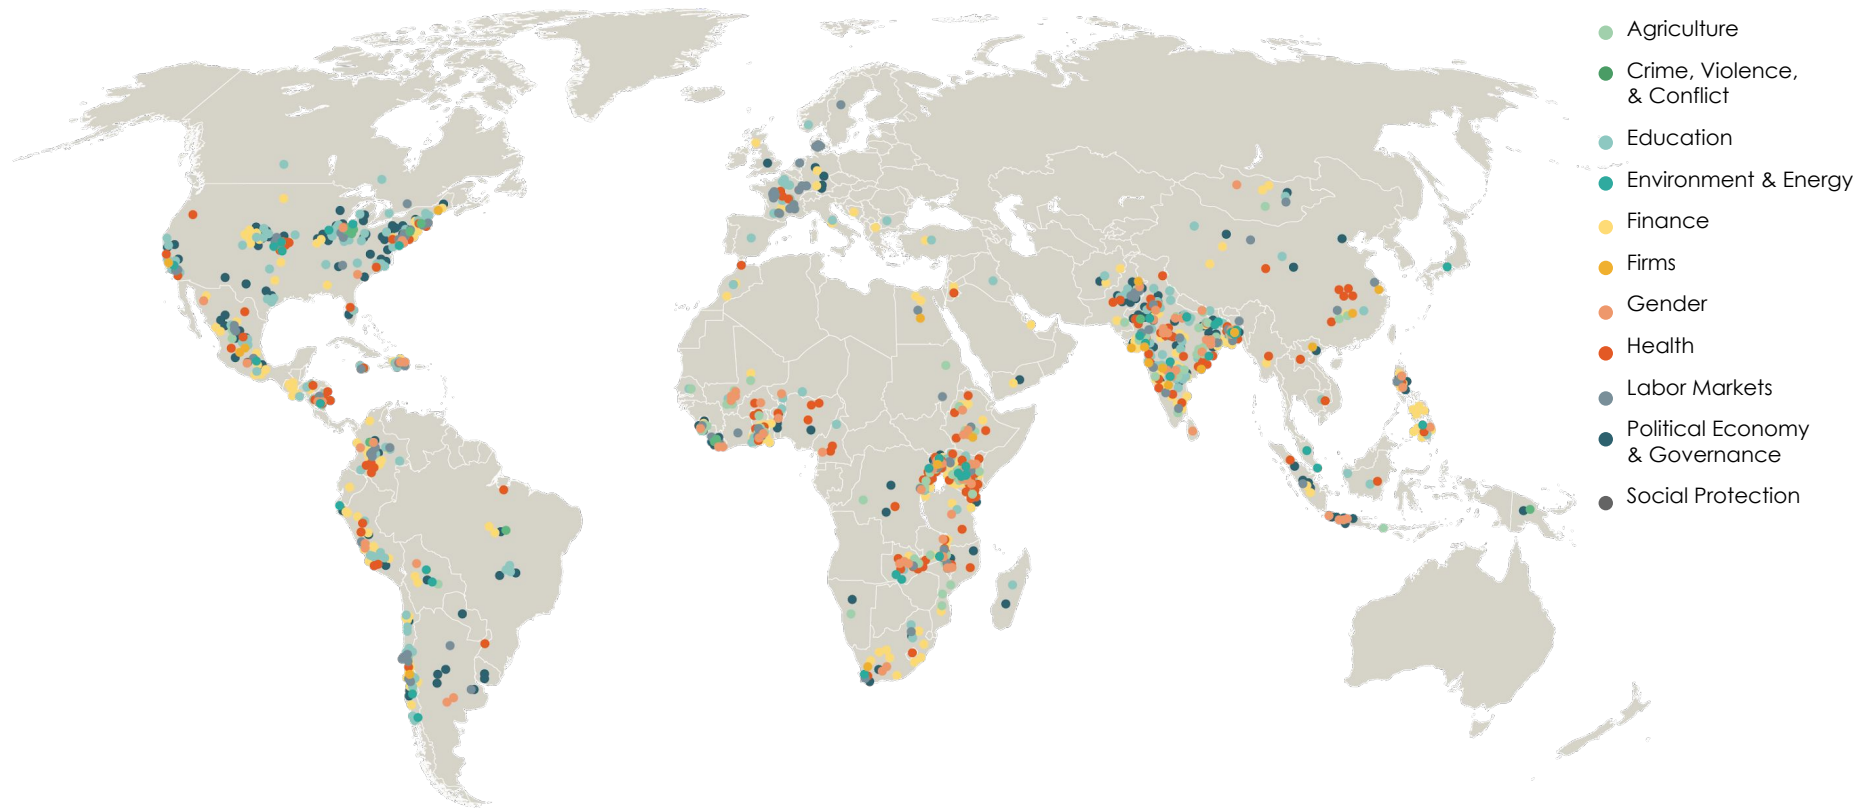 Agriculture
Crime, Violence,
& Conflict
Education
Environment & Energy
Finance
Firms
Gender
Health
Labor Markets
Political Economy
& Governance
Social Protection